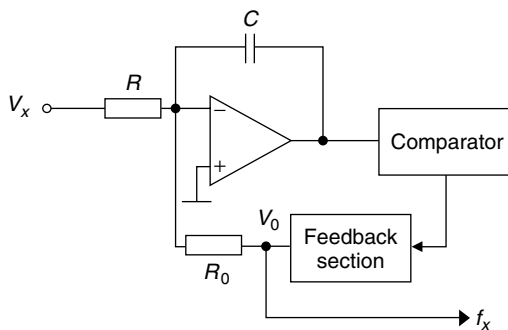 C
R
V_x
−
+
Comparator
V_0
Feedback
section
R_0
f_x